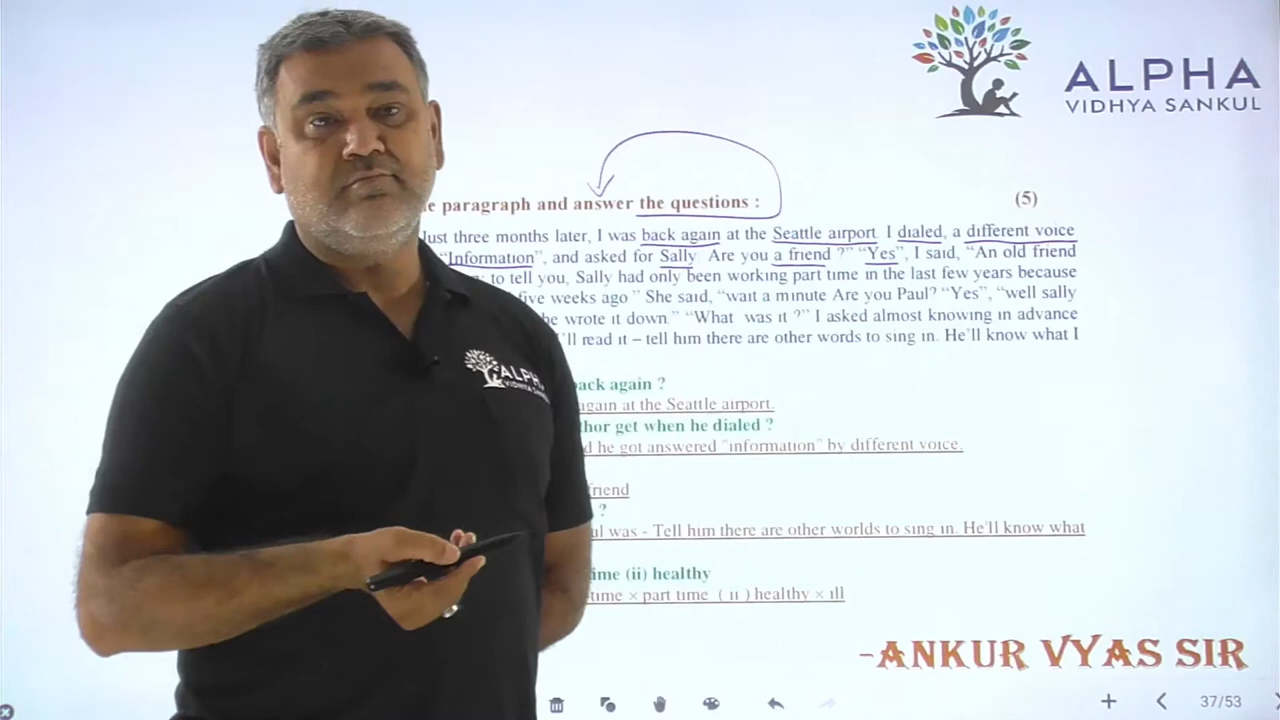 ALPHA
VIDHYA SANKUL
e paragraph and answer the questions :
(5)
Just three months later, I was back again at the Seattle airport I dialed, a different voice
"Information", and asked for Sally Are you a friend ?" "Yes", I said, "An old friend
to tell you, Sally had only been working part time in the last few years because
five weeks ago " She said, "wait a minute Are you Paul? "Yes", "well sally
he wrote it down." "What was it ?" I asked almost knowing in advance
'll read it – tell him there are other words to sing in. He'll know what I
back again ?
again at the Seattle airport.
thor get when he dialed ?
d he got answered "information" by different voice.
friend
?
ul was - Tell him there are other worlds to sing in. He'll know what
ime (ii) healthy
time × part time ( ii ) healthy × ill
ALPH
VIDHYA SANK
-ANKUR VYAS SIR
37/53